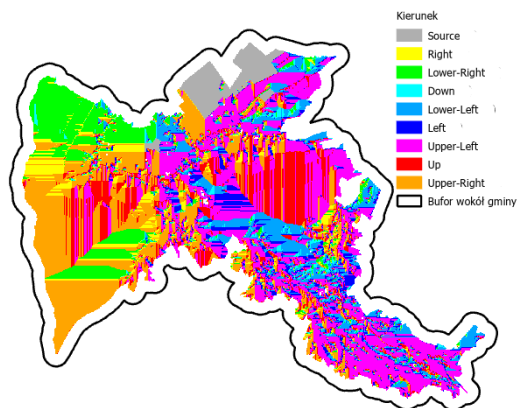 Kierunek
Source
Right
Lower-Right
Down
Lower-Left
Left
Upper-Left
Up
Upper-Right
Bufor wokół gminy